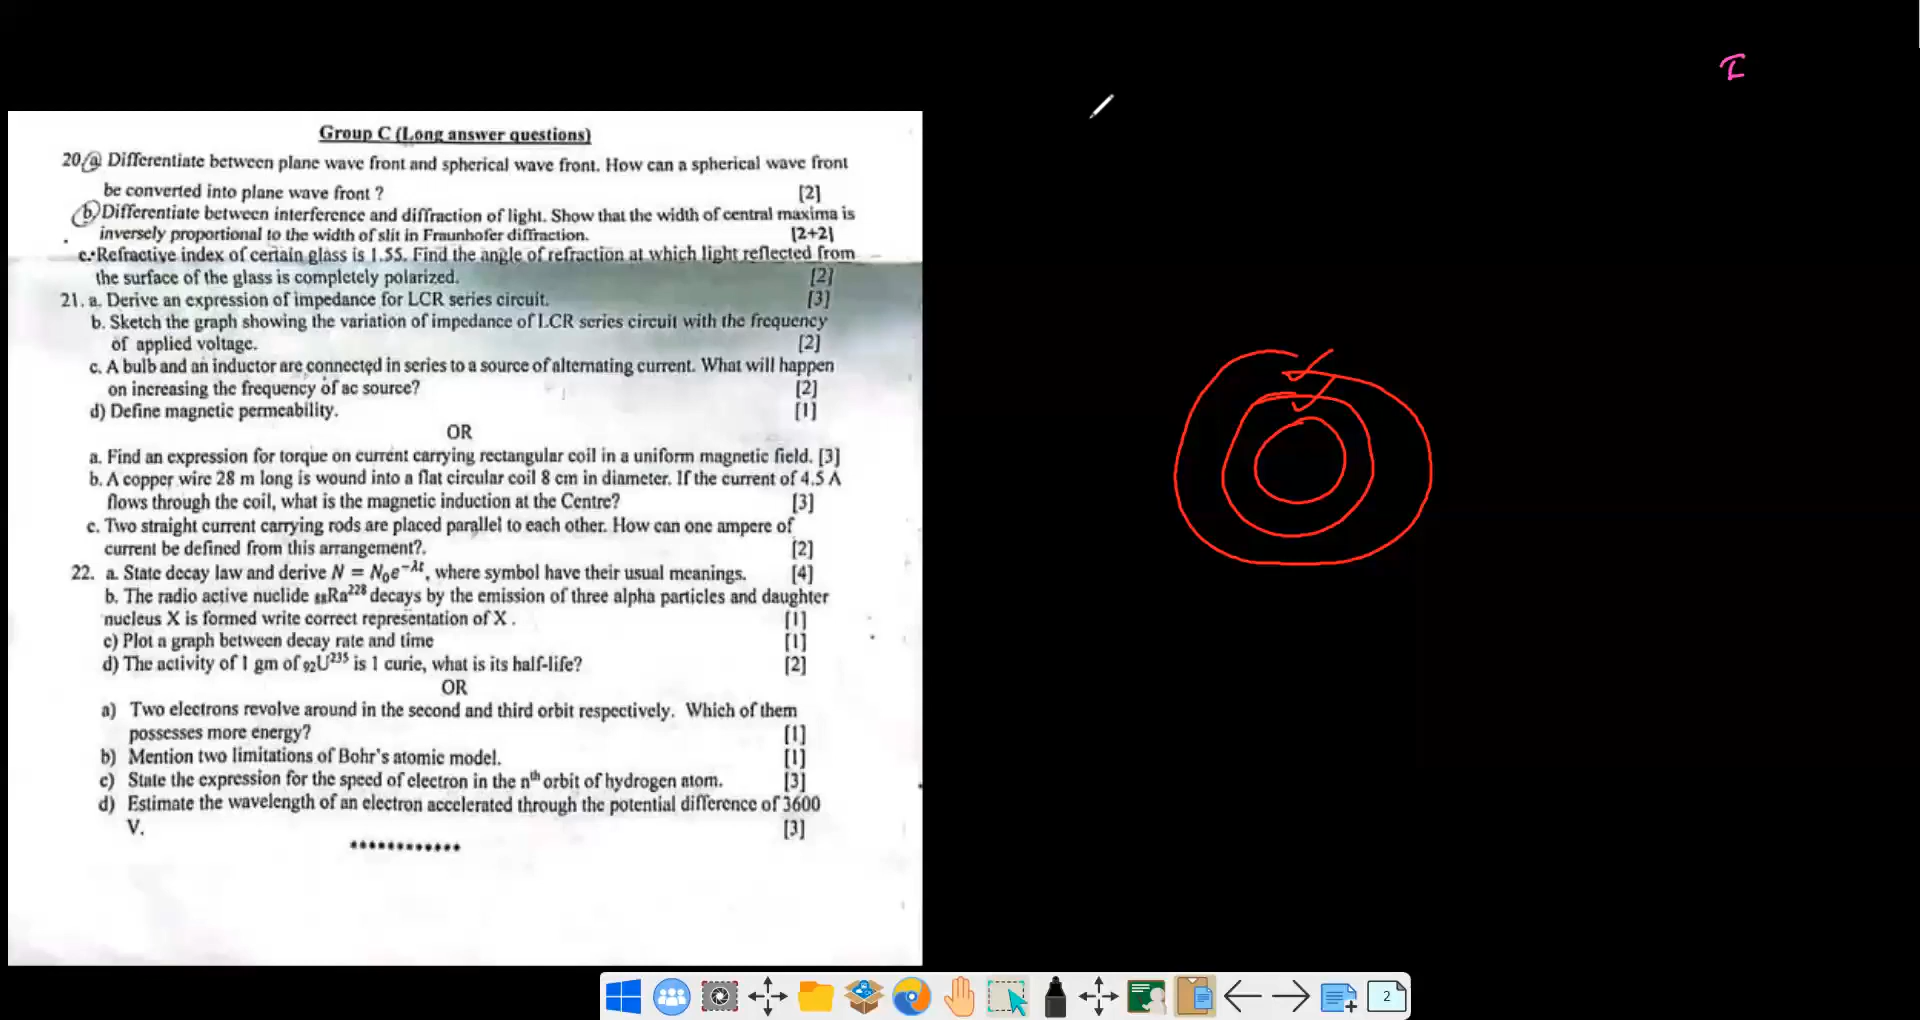 Group C (Long answer questions)
20. a. Differentiate between plane wave front and spherical wave front. How can a spherical wave front
be converted into plane wave front ? [2]
b. Differentiate between interference and diffraction of light. Show that the width of central maxima is
inversely proportional to the width of slit in Fraunhofer diffraction. [2+2]
c. Refractive index of certain glass is 1.55. Find the angle of refraction at which light reflected from
the surface of the glass is completely polarized. [2]
21. a. Derive an expression of impedance for LCR series circuit. [3]
b. Sketch the graph showing the variation of impedance of LCR series circuit with the frequency
of applied voltage. [2]
c. A bulb and an inductor are connected in series to a source of alternating current. What will happen
on increasing the frequency of ac source? [2]
d) Define magnetic permeability. [1]
OR
a. Find an expression for torque on current carrying rectangular coil in a uniform magnetic field. [3]
b. A copper wire 28 m long is wound into a flat circular coil 8 cm in diameter. If the current of 4.5 A
flows through the coil, what is the magnetic induction at the Centre? [3]
c. Two straight current carrying rods are placed parallel to each other. How can one ampere of
current be defined from this arrangement?. [2]
22. a. State decay law and derive N = N₀e⁻λᵗ, where symbol have their usual meanings. [4]
b. The radio active nuclide ₈₈Ra²²⁸ decays by the emission of three alpha particles and daughter
nucleus X is formed write correct representation of X . [1]
c) Plot a graph between decay rate and time [1]
d) The activity of 1 gm of ₉₂U²³⁵ is 1 curie, what is its half-life? [2]
OR
a) Two electrons revolve around in the second and third orbit respectively. Which of them
possesses more energy? [1]
b) Mention two limitations of Bohr's atomic model. [1]
c) State the expression for the speed of electron in the nᵗʰ orbit of hydrogen atom. [3]
d) Estimate the wavelength of an electron accelerated through the potential difference of 3600
V. [3]
************
I
2